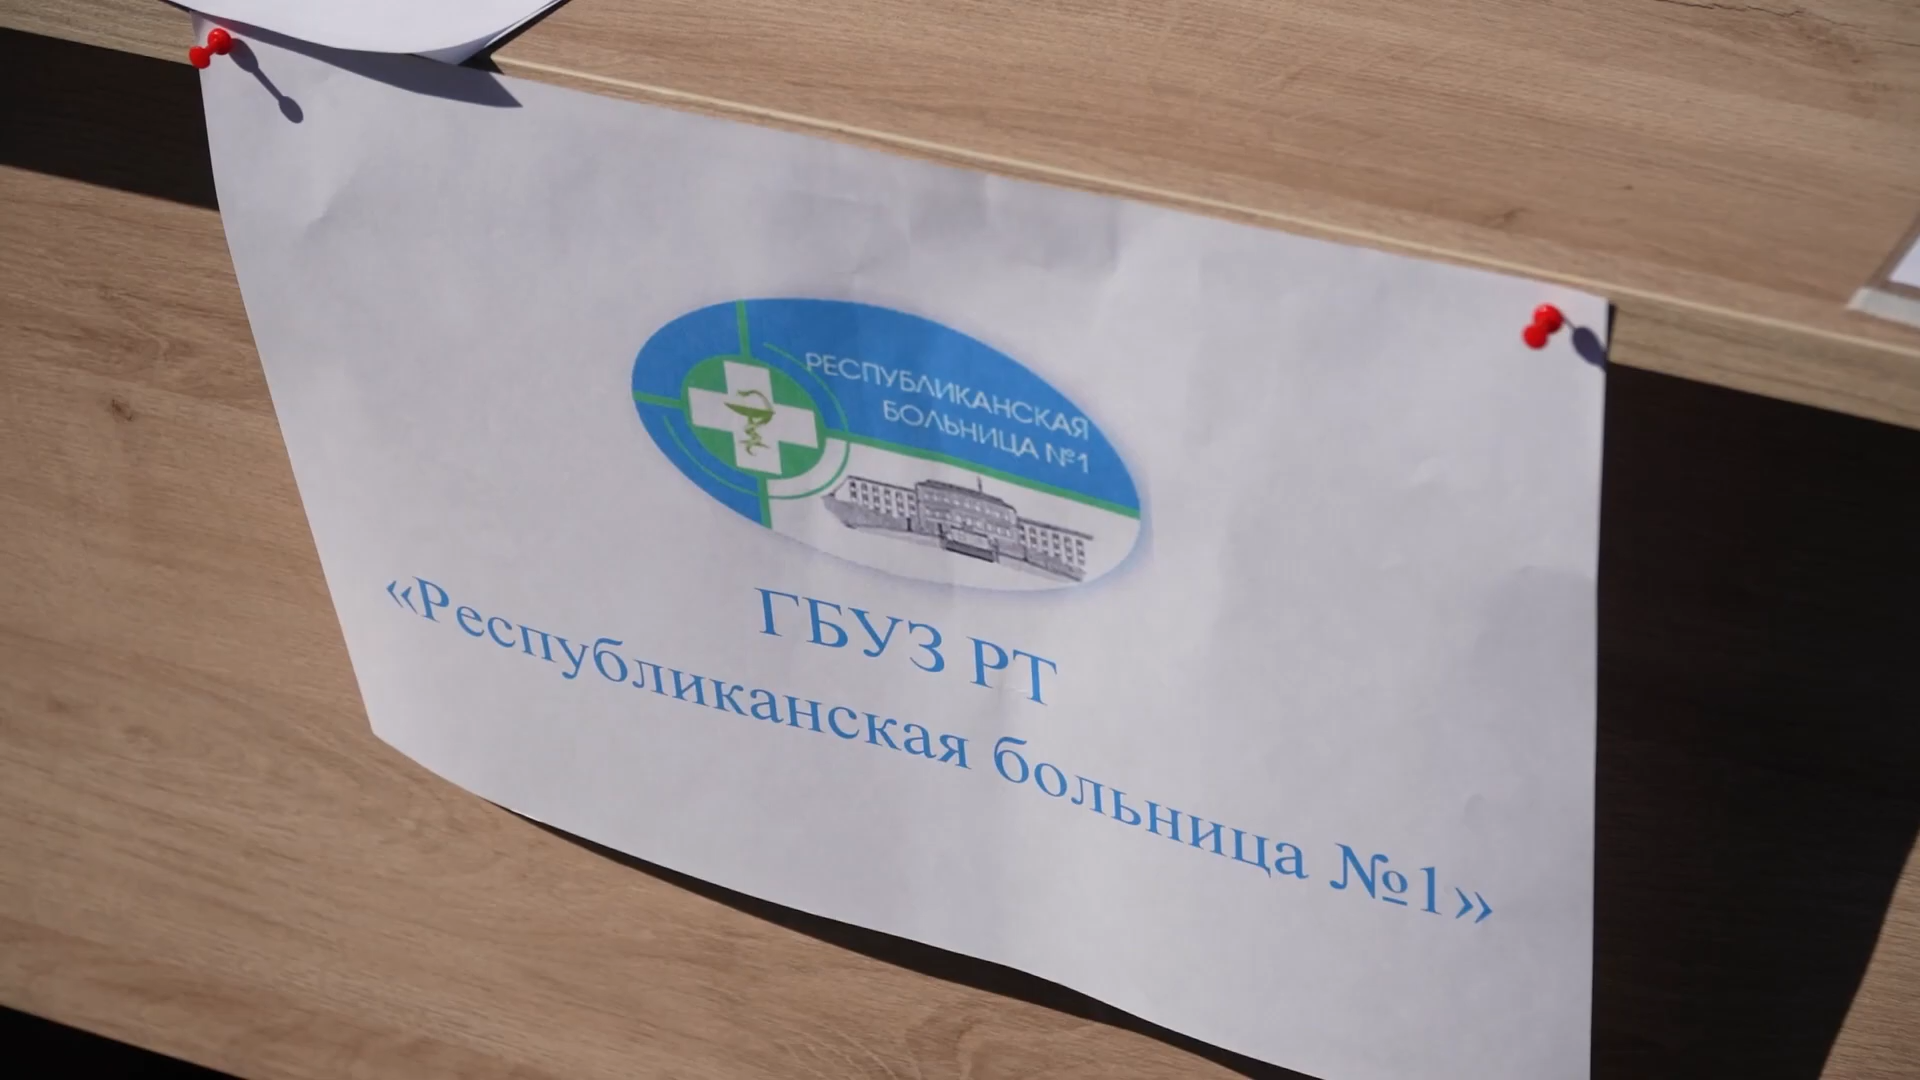 РЕСПУБЛИКАНСКАЯ
БОЛЬНИЦА №1
ГБУЗ РТ
«Республиканская больница №1»